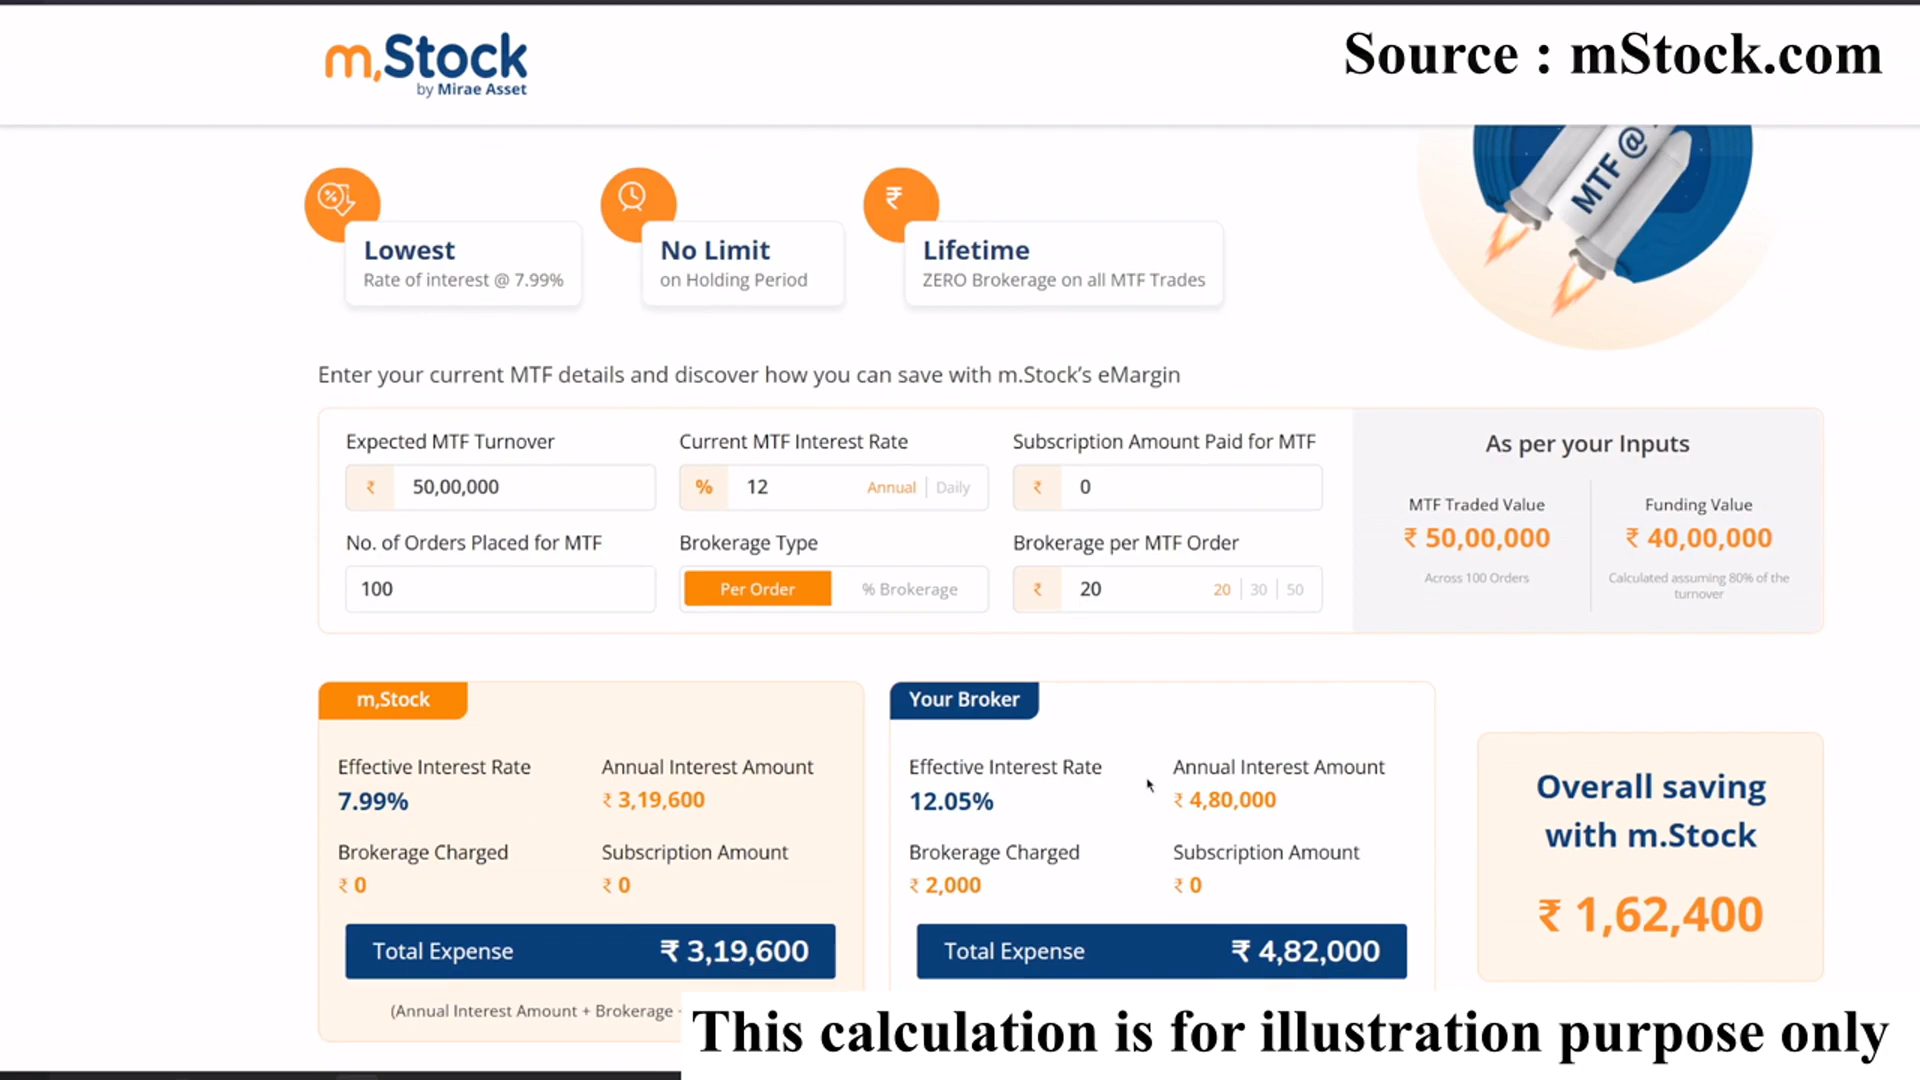 m.Stock
by Mirae Asset
Source : mStock.com
MTF @
Lowest
Rate of interest @ 7.99%
No Limit
on Holding Period
₹
Lifetime
ZERO Brokerage on all MTF Trades
Enter your current MTF details and discover how you can save with m.Stock’s eMargin
Expected MTF Turnover
₹ 50,00,000
Current MTF Interest Rate
% 12 Annual | Daily
Subscription Amount Paid for MTF
₹ 0
No. of Orders Placed for MTF
100
Brokerage Type
Per Order % Brokerage
Brokerage per MTF Order
₹ 20 20 | 30 | 50
As per your Inputs
MTF Traded Value
₹ 50,00,000
Across 100 Orders
Funding Value
₹ 40,00,000
Calculated assuming 80% of the
turnover
m,Stock
Effective Interest Rate
7.99%
Annual Interest Amount
₹ 3,19,600
Brokerage Charged
₹ 0
Subscription Amount
₹ 0
Total Expense ₹ 3,19,600
(Annual Interest Amount + Brokerage
Your Broker
Effective Interest Rate
12.05%
Annual Interest Amount
₹ 4,80,000
Brokerage Charged
₹ 2,000
Subscription Amount
₹ 0
Total Expense ₹ 4,82,000
Overall saving
with m.Stock
₹ 1,62,400
This calculation is for illustration purpose only